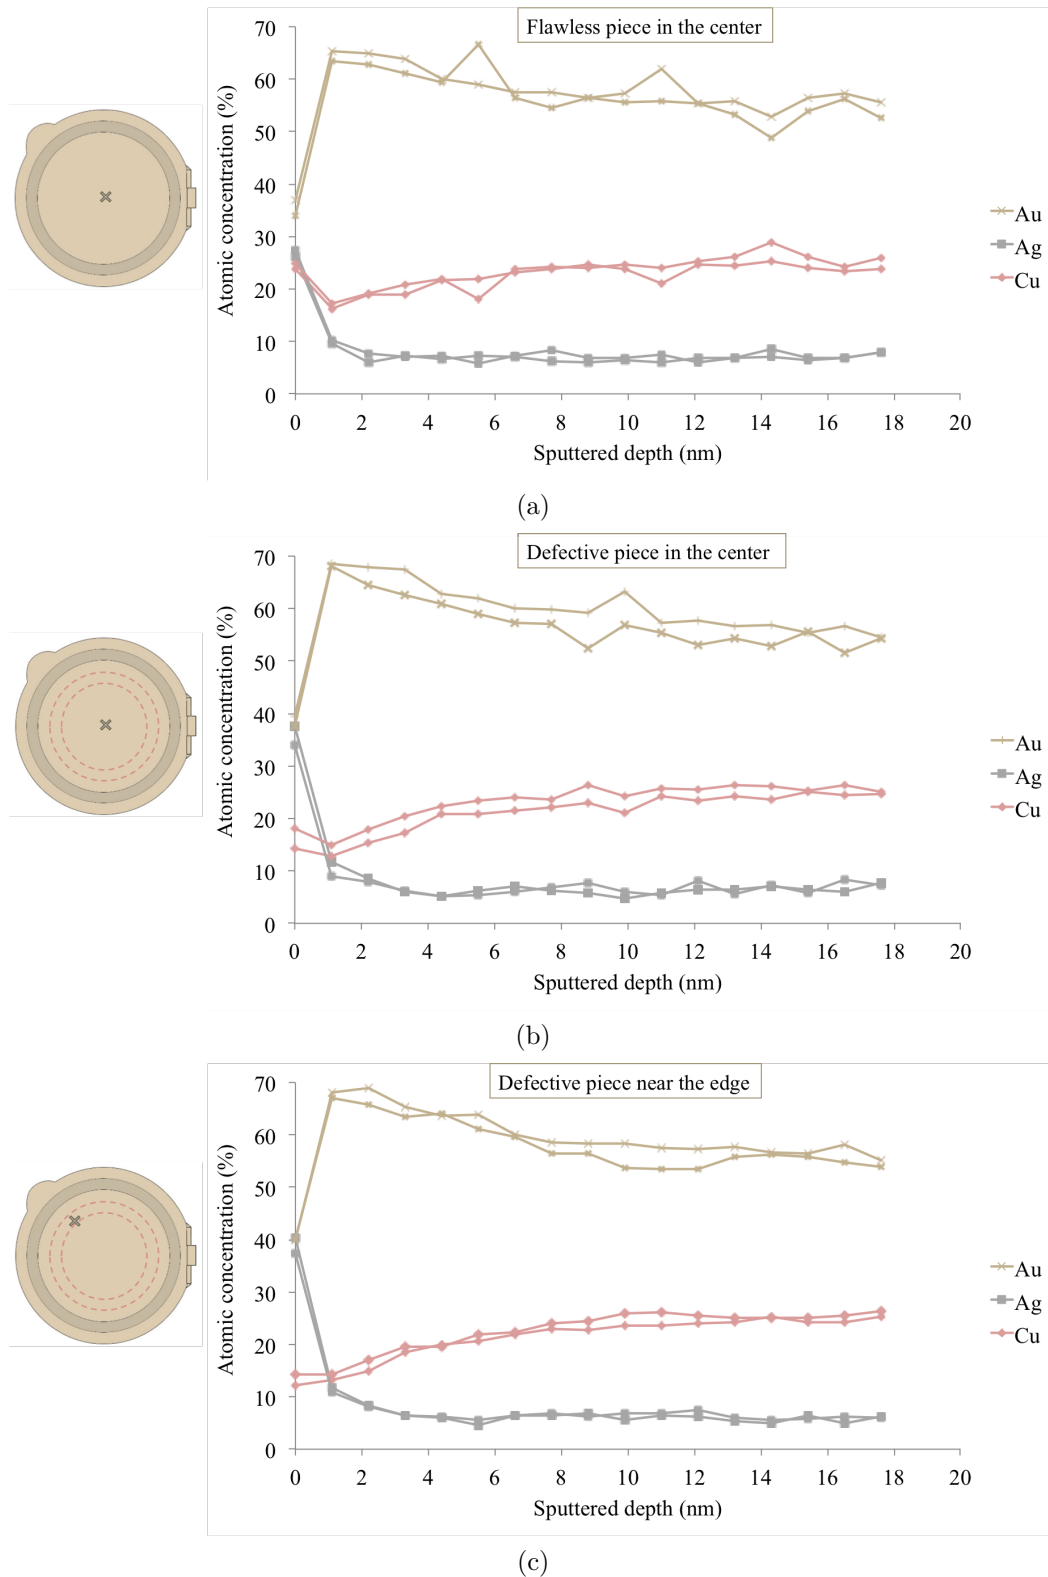 Flawless piece in the center
Atomic concentration (%)
70
60
50
40
30
20
10
0
0 2 4 6 8 10 12 14 16 18 20
Sputtered depth (nm)
Au
Ag
Cu
(a)
Defective piece in the center
Atomic concentration (%)
70
60
50
40
30
20
10
0
0 2 4 6 8 10 12 14 16 18 20
Sputtered depth (nm)
Au
Ag
Cu
(b)
Defective piece near the edge
Atomic concentration (%)
70
60
50
40
30
20
10
0
0 2 4 6 8 10 12 14 16 18 20
Sputtered depth (nm)
Au
Ag
Cu
(c)